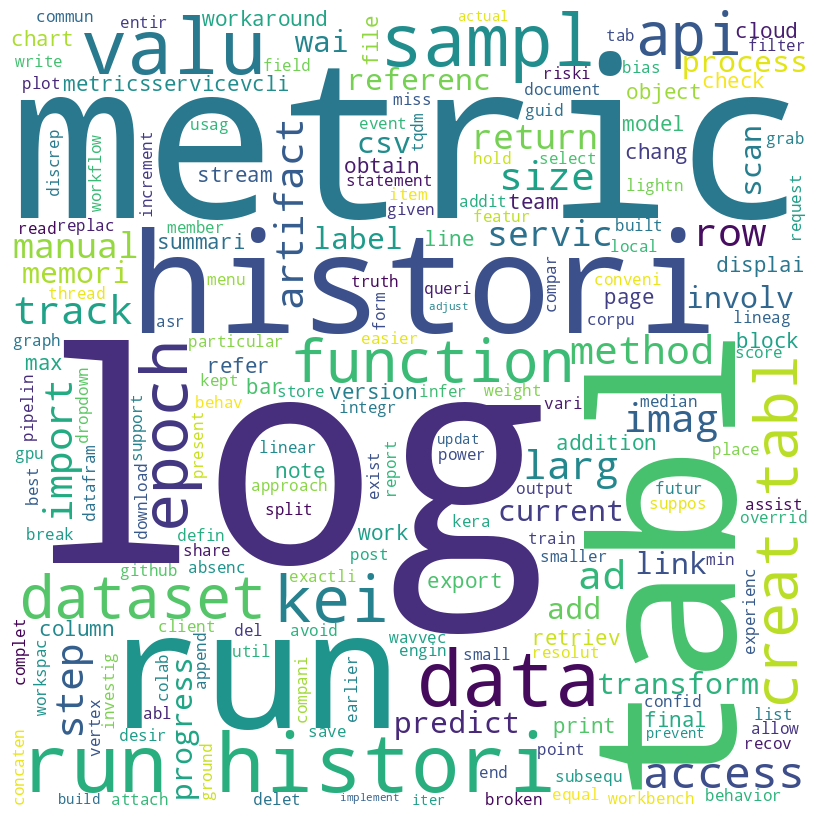 commun
entir
workaround
actual
tab
cloud
chart
valu
wai
file
sampl.
api
filter
write
field
process
plot
metricsservicevcli
referenc
riski
bias
check
metric
miss
document
guid
object
discrep
workflow
usag
increment
artifact
csv
event
tqdm
return
model
scan
grab
request
obtain
hold
select
chang
stream
statement
size
team
lightn
item
given
addit
featur
read
replac
member
built
manual
summari
label
line
servic
local
row
histori
memori
truth
queri
compar
conveni
displai
thread
form
easier
page
involv
track
asr
adjust
corpu
lineag
graph
particular
function
method
block
max
kept
refer
bar
version
infer
weight
score
pipelin
dropdown
import
behav
store
integr
vari
median
gpu
support
epoch
present
log
imag
tabl
creat tabl
best
datafram
download
linear
updat
power
addition
place
note
approach
exist
report
larg
split
output
futur
suppos
assist
break
defin
work
kera
current
overrid
share
post
train
github
absenc
exactli
export
smaller
link
min
dataset
kei
ad
experienc
column
client
del
avoid
wavvec
add
complet
workspac
step
investig
colab
append
util
engin
small
retriev
resolut
run
compani
earlier
data
transform
progress
abl
desir
save
predict
print
final
confid
list
prevent
allow
vertex
ground
point
recov
concaten
run histori
end
subsequ
access
build
attach
delet
implement
iter
broken
equal
workbench
behavior